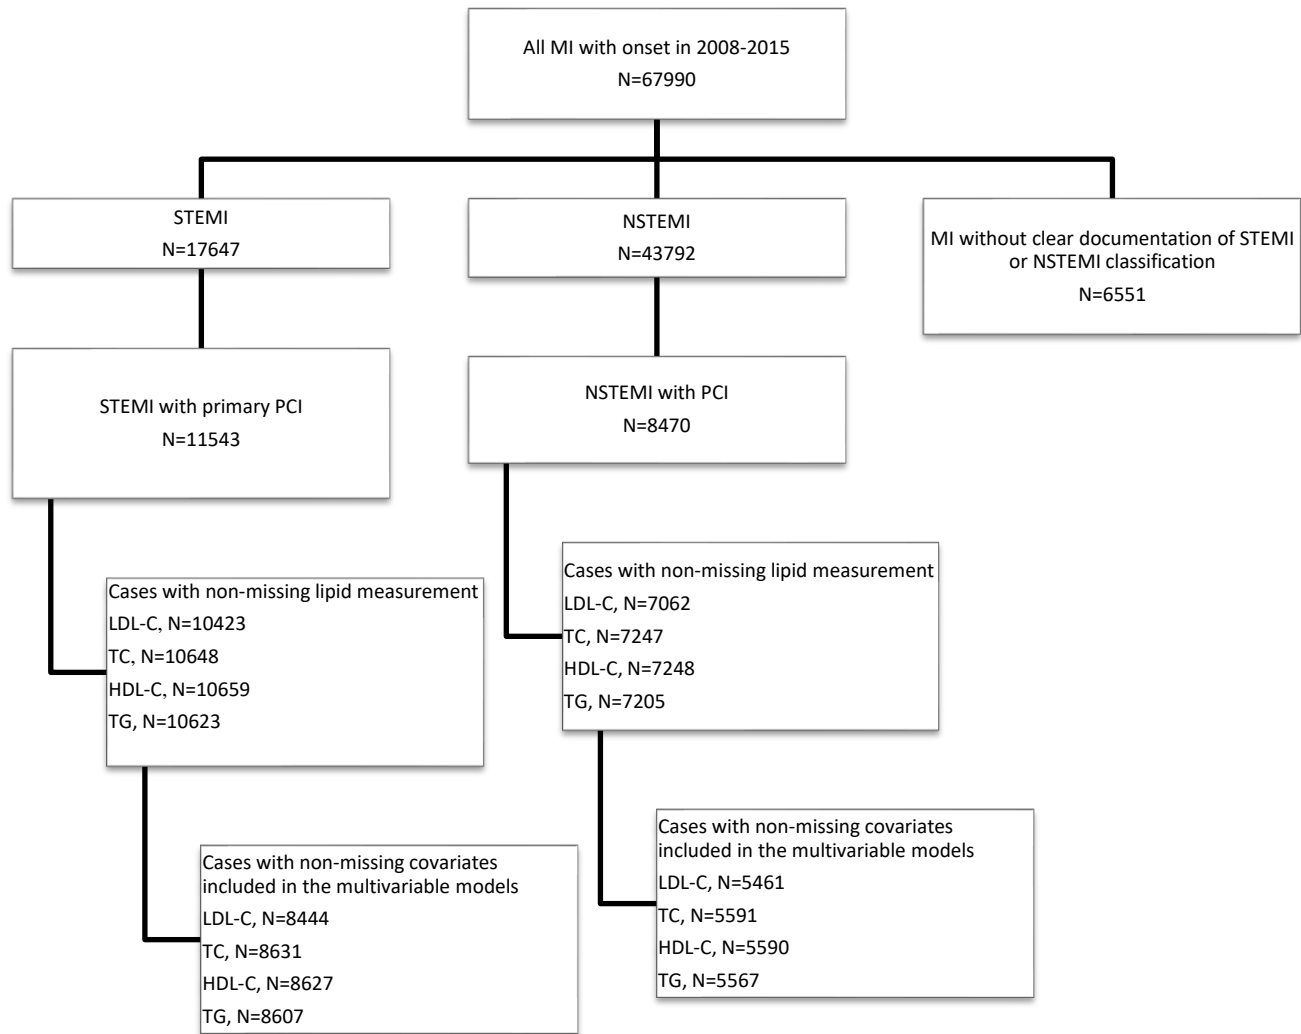 All MI with onset in 2008-2015
N=67990
STEMI
N=17647
NSTEMI
N=43792
MI without clear documentation of STEMI
or NSTEMI classification
N=6551
STEMI with primary PCI
N=11543
NSTEMI with PCI
N=8470
Cases with non-missing lipid measurement
LDL-C, N=10423
TC, N=10648
HDL-C, N=10659
TG, N=10623
Cases with non-missing lipid measurement
LDL-C, N=7062
TC, N=7247
HDL-C, N=7248
TG, N=7205
Cases with non-missing covariates
included in the multivariable models
LDL-C, N=8444
TC, N=8631
HDL-C, N=8627
TG, N=8607
Cases with non-missing covariates
included in the multivariable models
LDL-C, N=5461
TC, N=5591
HDL-C, N=5590
TG, N=5567